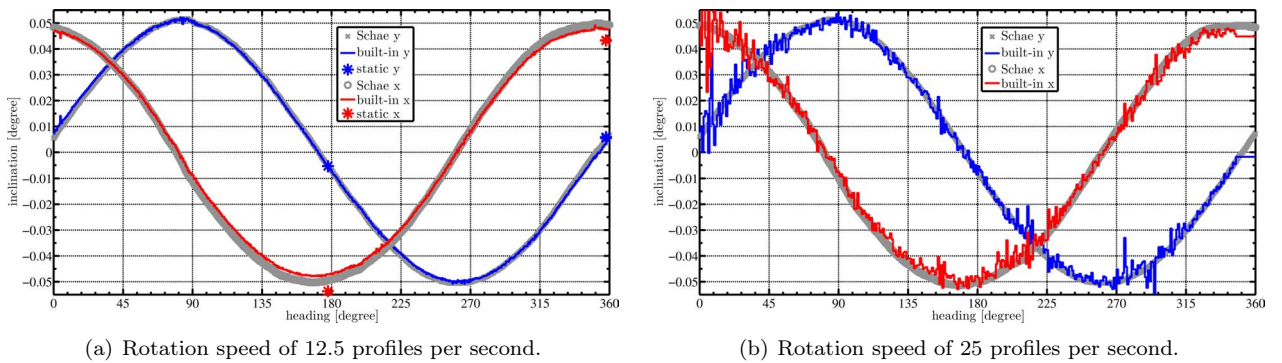 0.05
0.04
0.03
0.02
0.01
0
−0.01
−0.02
−0.03
−0.04
−0.05
inclination [degree]
Schae y
built-in y
static y
Schae x
built-in x
static x
0 45 90 135 180 225 270 315 360
heading [degree]
(a) Rotation speed of 12.5 profiles per second.
0.05
0.04
0.03
0.02
0.01
0
−0.01
−0.02
−0.03
−0.04
−0.05
inclination [degree]
Schae y
built-in y
Schae x
built-in x
0 45 90 135 180 225 270 315 360
heading [degree]
(b) Rotation speed of 25 profiles per second.